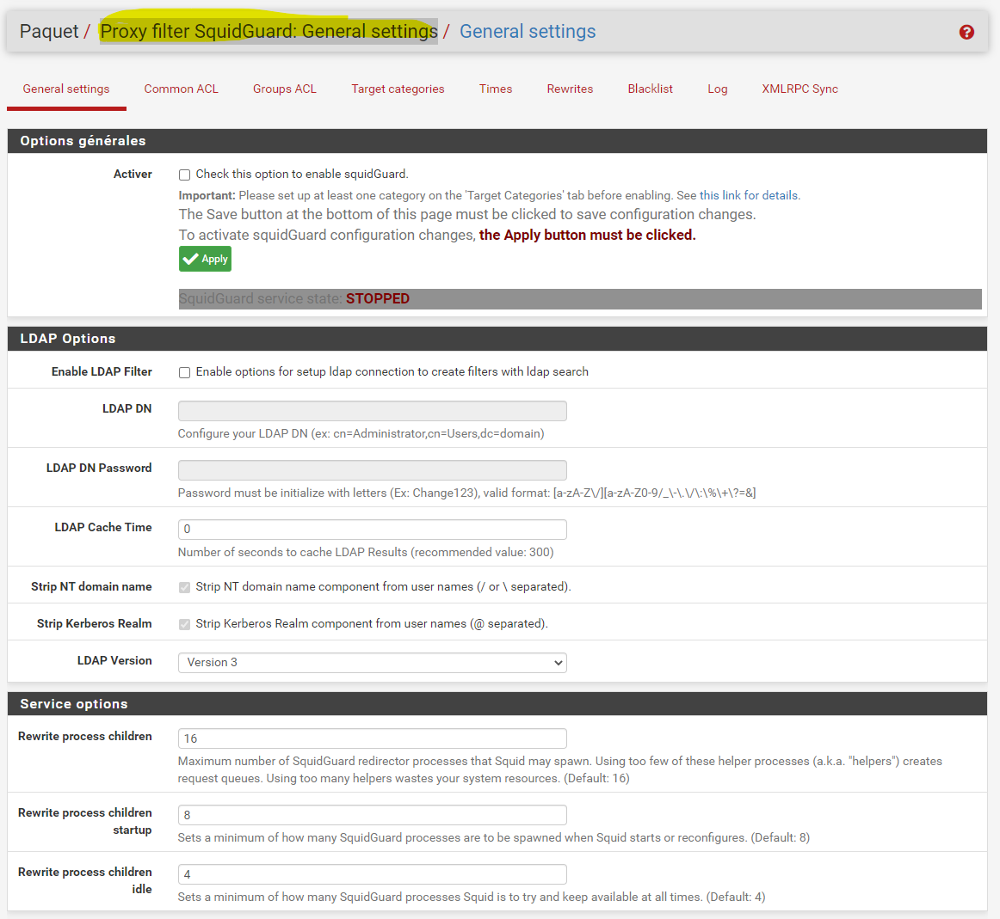 Paquet / Proxy filter SquidGuard: General settings / General settings
General settings Common ACL Groups ACL Target categories Times Rewrites Blacklist Log XMLRPC Sync
Options générales
Activer Check this option to enable squidGuard.
Important: Please set up at least one category on the 'Target Categories' tab before enabling. See this link for details.
The Save button at the bottom of this page must be clicked to save configuration changes.
To activate squidGuard configuration changes, the Apply button must be clicked.
Apply
SquidGuard service state: STOPPED
LDAP Options
Enable LDAP Filter Enable options for setup ldap connection to create filters with ldap search
LDAP DN
Configure your LDAP DN (ex: cn=Administrator,cn=Users,dc=domain)
LDAP DN Password
Password must be initialize with letters (Ex: Change123), valid format: [a-zA-Z\/][a-zA-Z0-9/_\-\.\/\:\%\+\?=&]
LDAP Cache Time 0
Number of seconds to cache LDAP Results (recommended value: 300)
Strip NT domain name Strip NT domain name component from user names (/ or \ separated).
Strip Kerberos Realm Strip Kerberos Realm component from user names (@ separated).
LDAP Version Version 3
Service options
Rewrite process children 16
Maximum number of SquidGuard redirector processes that Squid may spawn. Using too few of these helper processes (a.k.a. "helpers") creates
request queues. Using too many helpers wastes your system resources. (Default: 16)
Rewrite process children
startup
8
Sets a minimum of how many SquidGuard processes are to be spawned when Squid starts or reconfigures. (Default: 8)
Rewrite process children
idle
4
Sets a minimum of how many SquidGuard processes Squid is to try and keep available at all times. (Default: 4)